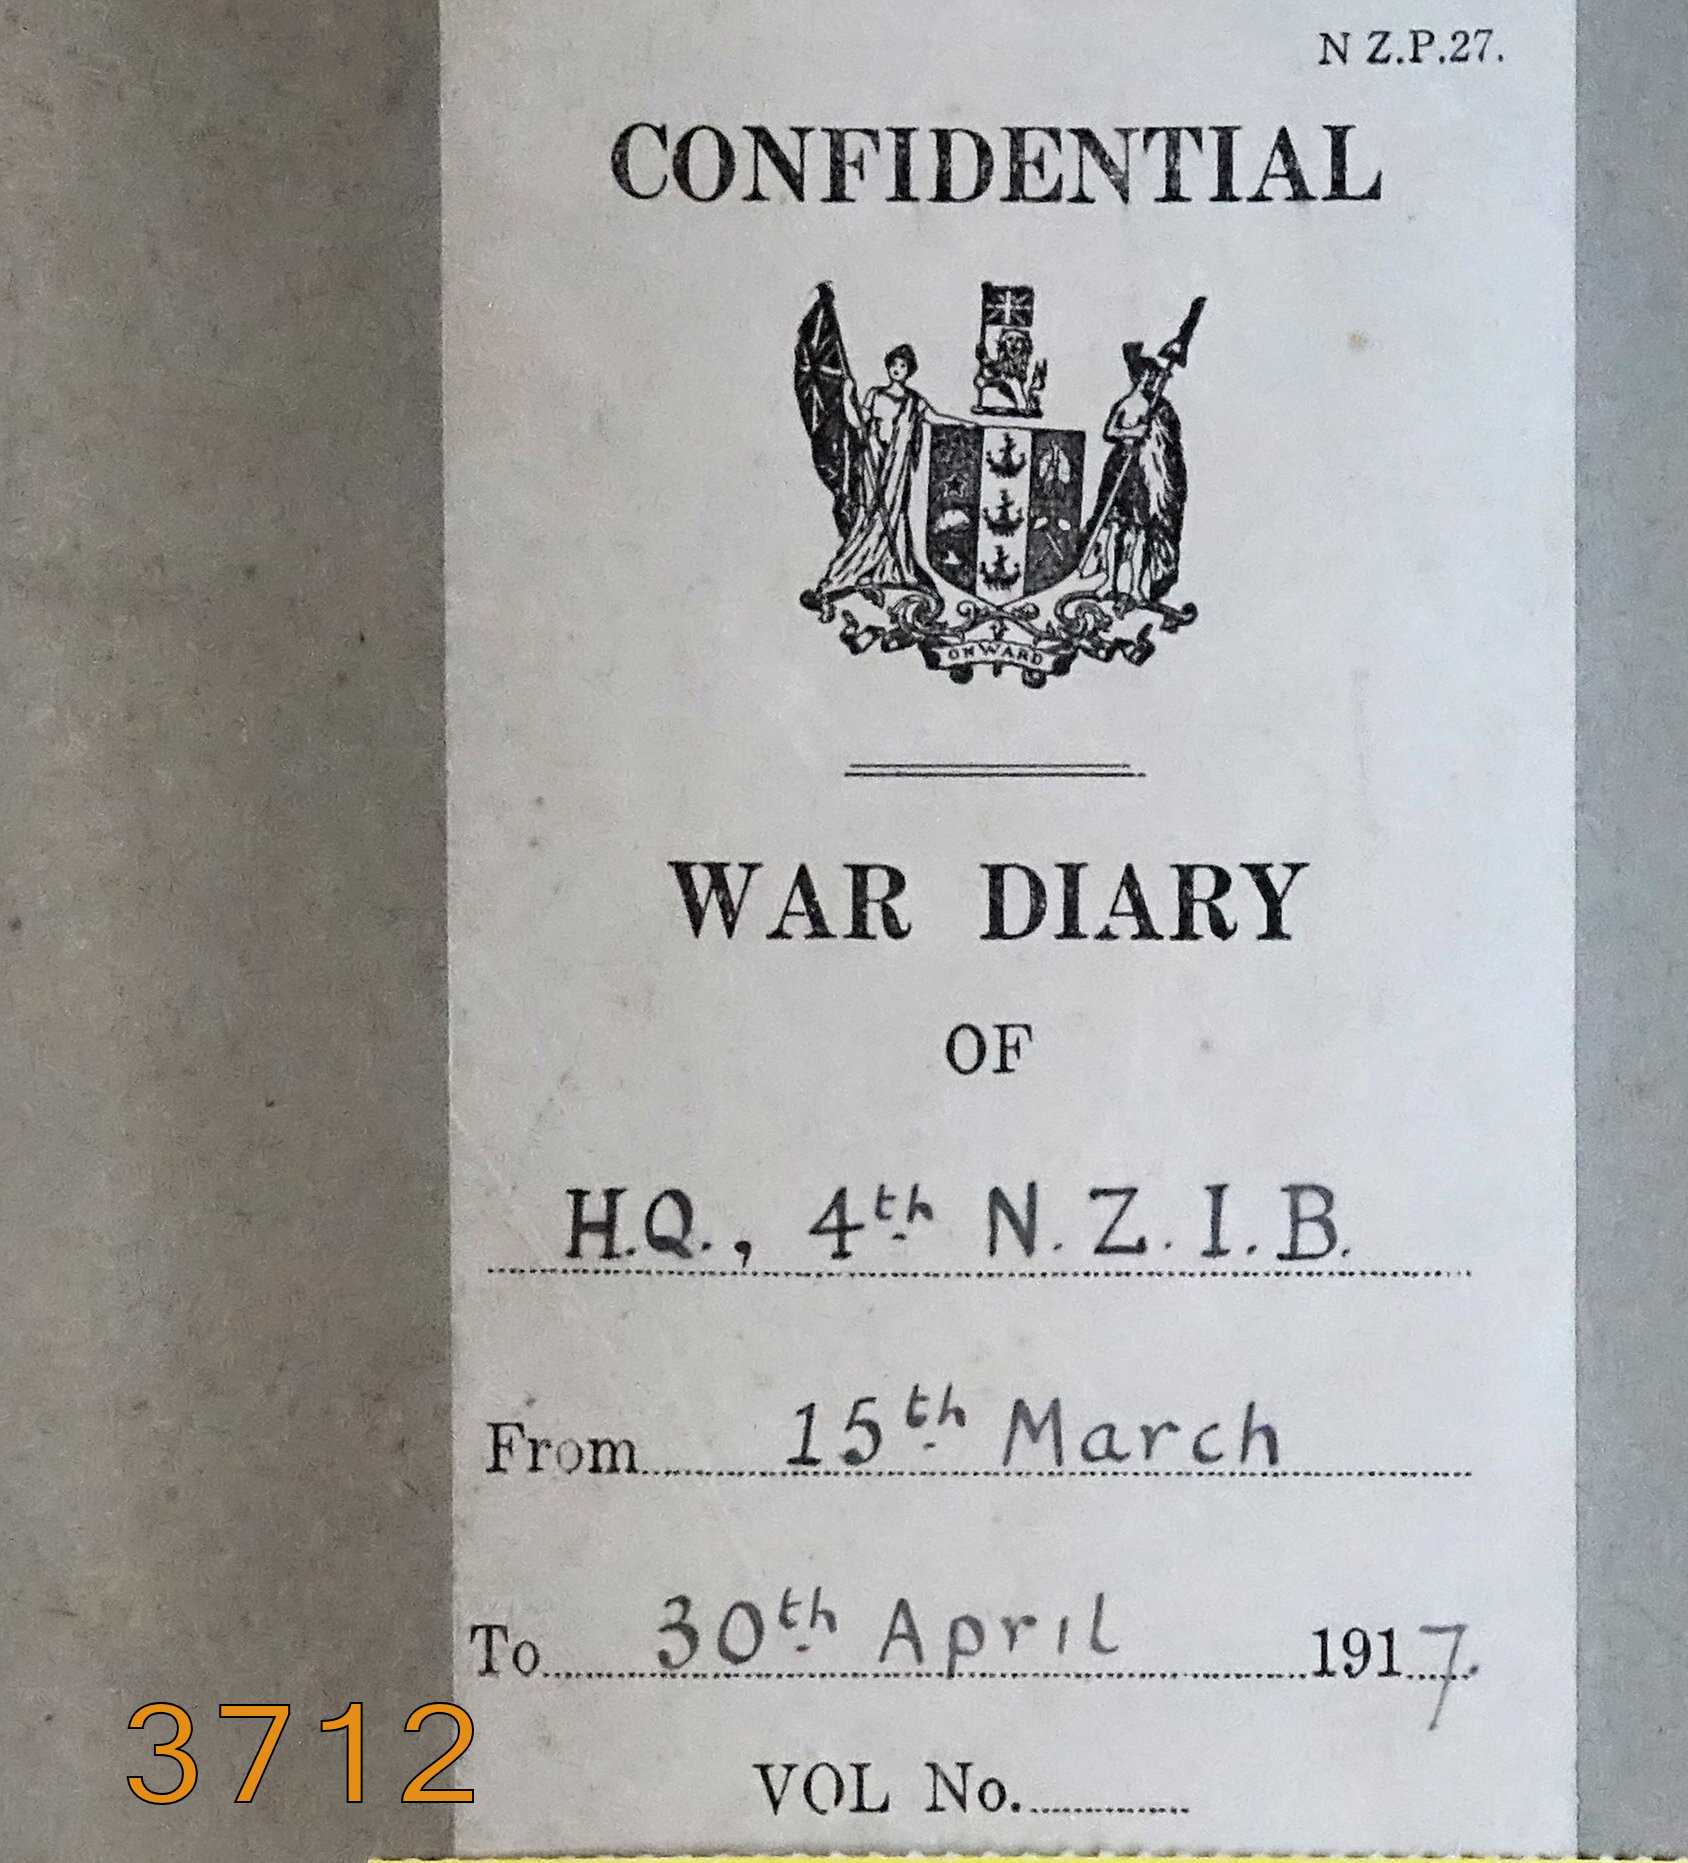 N Z.P.27.
CONFIDENTIAL
ONWARD
WAR DIARY
OF
H.Q., 4th N.Z.I.B.
From 15th March
To 30th April 1917.
3712
VOL No.